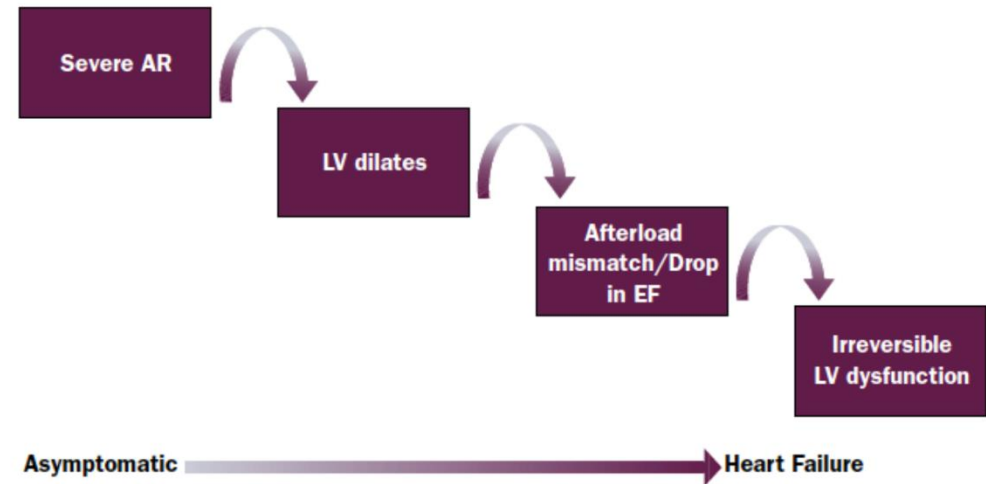 Severe AR
LV dilates
Afterload
mismatch/Drop
in EF
Irreversible
LV dysfunction
Asymptomatic
Heart Failure